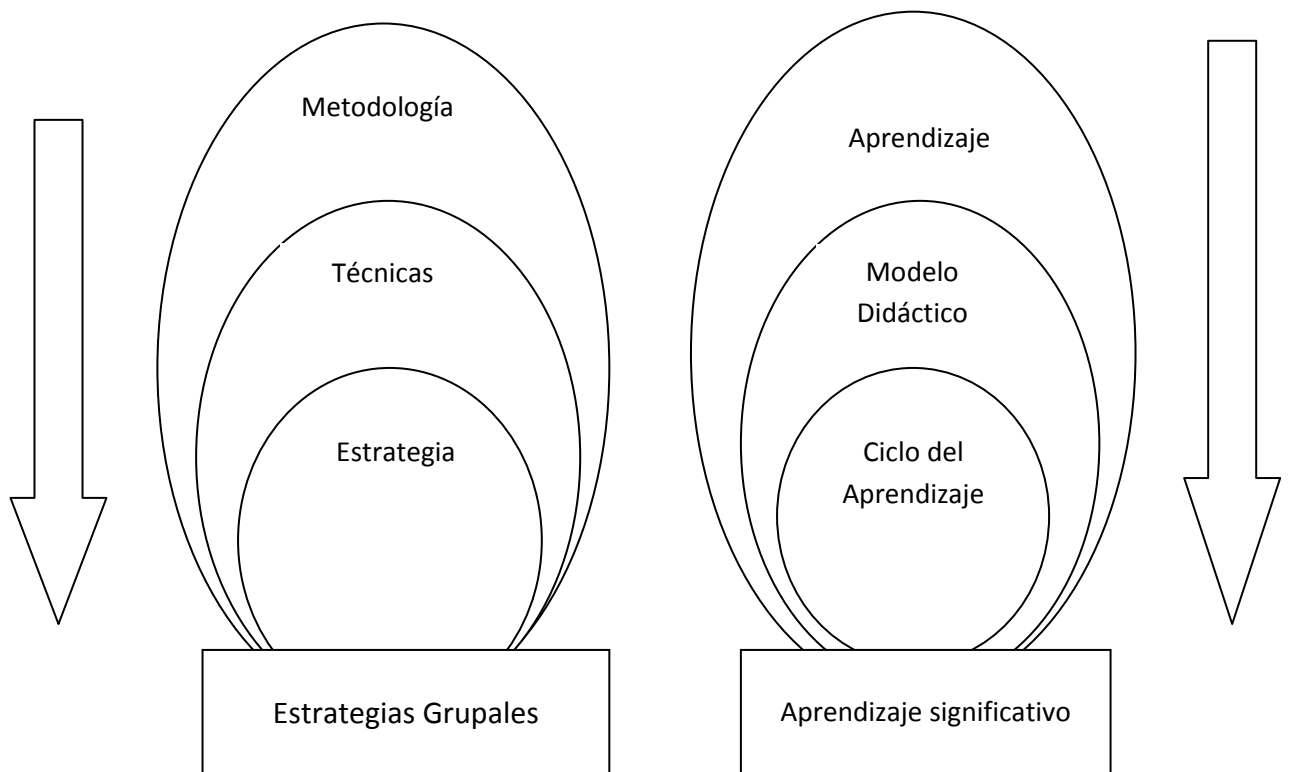 Metodología
Técnicas
Estrategia
Estrategias Grupales
Aprendizaje
Modelo
Didáctico
Ciclo del
Aprendizaje
Aprendizaje significativo